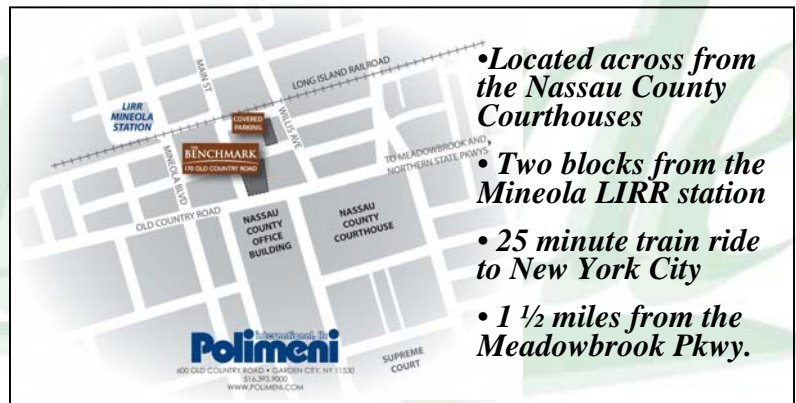 MAIN ST
LONG ISLAND RAILROAD
LIRR
MINEOLA
STATION
COVERED
PARKING
WILLIS AVE
THE
BENCHMARK
170 OLD COUNTRY ROAD
MINEOLA BLVD
TO MEADOWBROOK AND
NORTHERN STATE PKWYS
OLD COUNTRY ROAD
NASSAU
COUNTY
OFFICE
BUILDING
NASSAU
COUNTY
COURTHOUSE
SUPREME
COURT
international, llc
Polimeni
600 OLD COUNTRY ROAD • GARDEN CITY, NY 11530
516.393.9000
WWW.POLIMENI.COM
•Located across from
the Nassau County
Courthouses
• Two blocks from the
Mineola LIRR station
• 25 minute train ride
to New York City
• 1 ½ miles from the
Meadowbrook Pkwy.